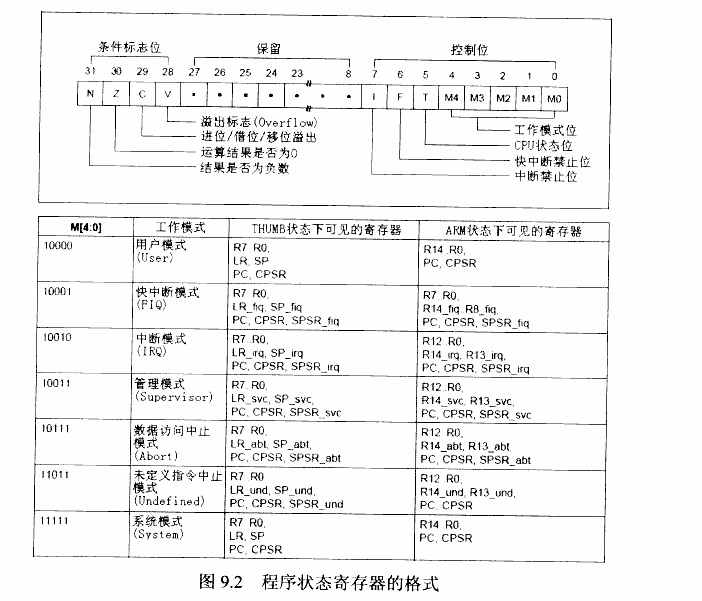 条件标志位 保留 控制位
31 30 29 28 27 26 25 24 23 8 7 6 5 4 3 2 1 0
N Z C V • • • • • • • I F T M4 M3 M2 M1 M0
溢出标志(Overflow)
进位/借位/移位溢出
运算结果是否为0
结果是否为负数
工作模式位
CPU状态位
快中断禁止位
中断禁止位
M[4:0] 工作模式 THUMB状态下可见的寄存器 ARM状态下可见的寄存器
10000 用户模式 (User) R7..R0, LR, SP PC, CPSR R14..R0, PC, CPSR
10001 快中断模式 (FIQ) R7..R0, LR_fiq, SP_fiq PC, CPSR, SPSR_fiq R7..R0, R14_fiq..R8_fiq, PC, CPSR, SPSR_fiq
10010 中断模式 (IRQ) R7..R0, LR_irq, SP_irq PC, CPSR, SPSR_irq R12..R0, R14_irq, R13_irq, PC, CPSR, SPSR_irq
10011 管理模式 (Supervisor) R7..R0, LR_svc, SP_svc, PC, CPSR, SPSR_svc R12..R0, R14_svc, R13_svc, PC, CPSR, SPSR_svc
10111 数据访问中止模式 (Abort) R7..R0, LR_abt, SP_abt, PC, CPSR, SPSR_abt R12..R0, R14_abt, R13_abt, PC, CPSR, SPSR_abt
11011 未定义指令中止模式 (Undefined) R7..R0 LR_und, SP_und, PC, CPSR, SPSR_und R12..R0, R14_und, R13_und, PC, CPSR
11111 系统模式 (System) R7..R0, LR, SP PC, CPSR R14..R0, PC, CPSR
图 9.2 程序状态寄存器的格式